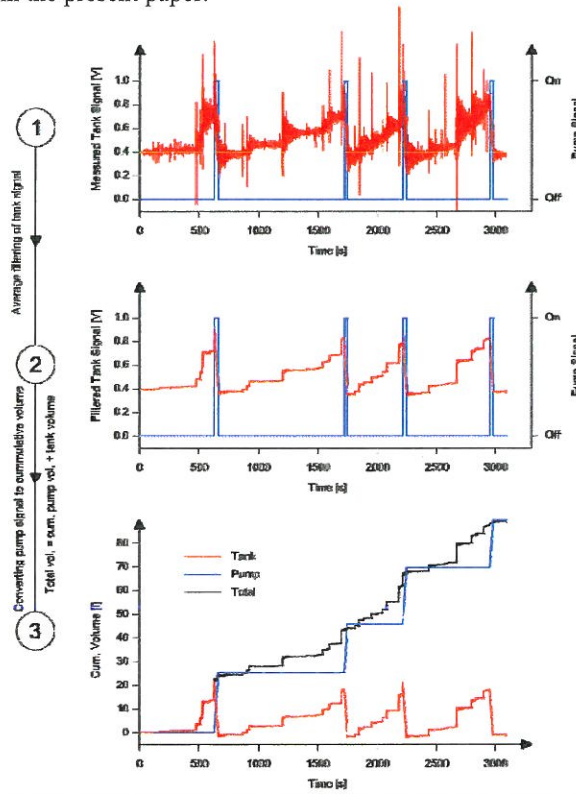 in the present paper.
1
Average filtering of tank signal
2
Converting pump signal to cummulative volume
Total vol. = cum. pump vol. + tank volume
3
Measured Tank Signal [V]
1.0
0.8
0.6
0.4
0.2
0.0
0
500
1000
1500
2000
2500
3000
Time [s]
On
Off
Pump Signal
Filtered Tank Signal [V]
1.0
0.8
0.6
0.4
0.2
0.0
0
500
1000
1500
2000
2500
3000
Time [s]
On
Off
Pump Signal
Cum. Volume [l]
80
70
60
50
40
30
20
10
0
Tank
Pump
Total
0
500
1000
1500
2000
2500
3000
Time [s]